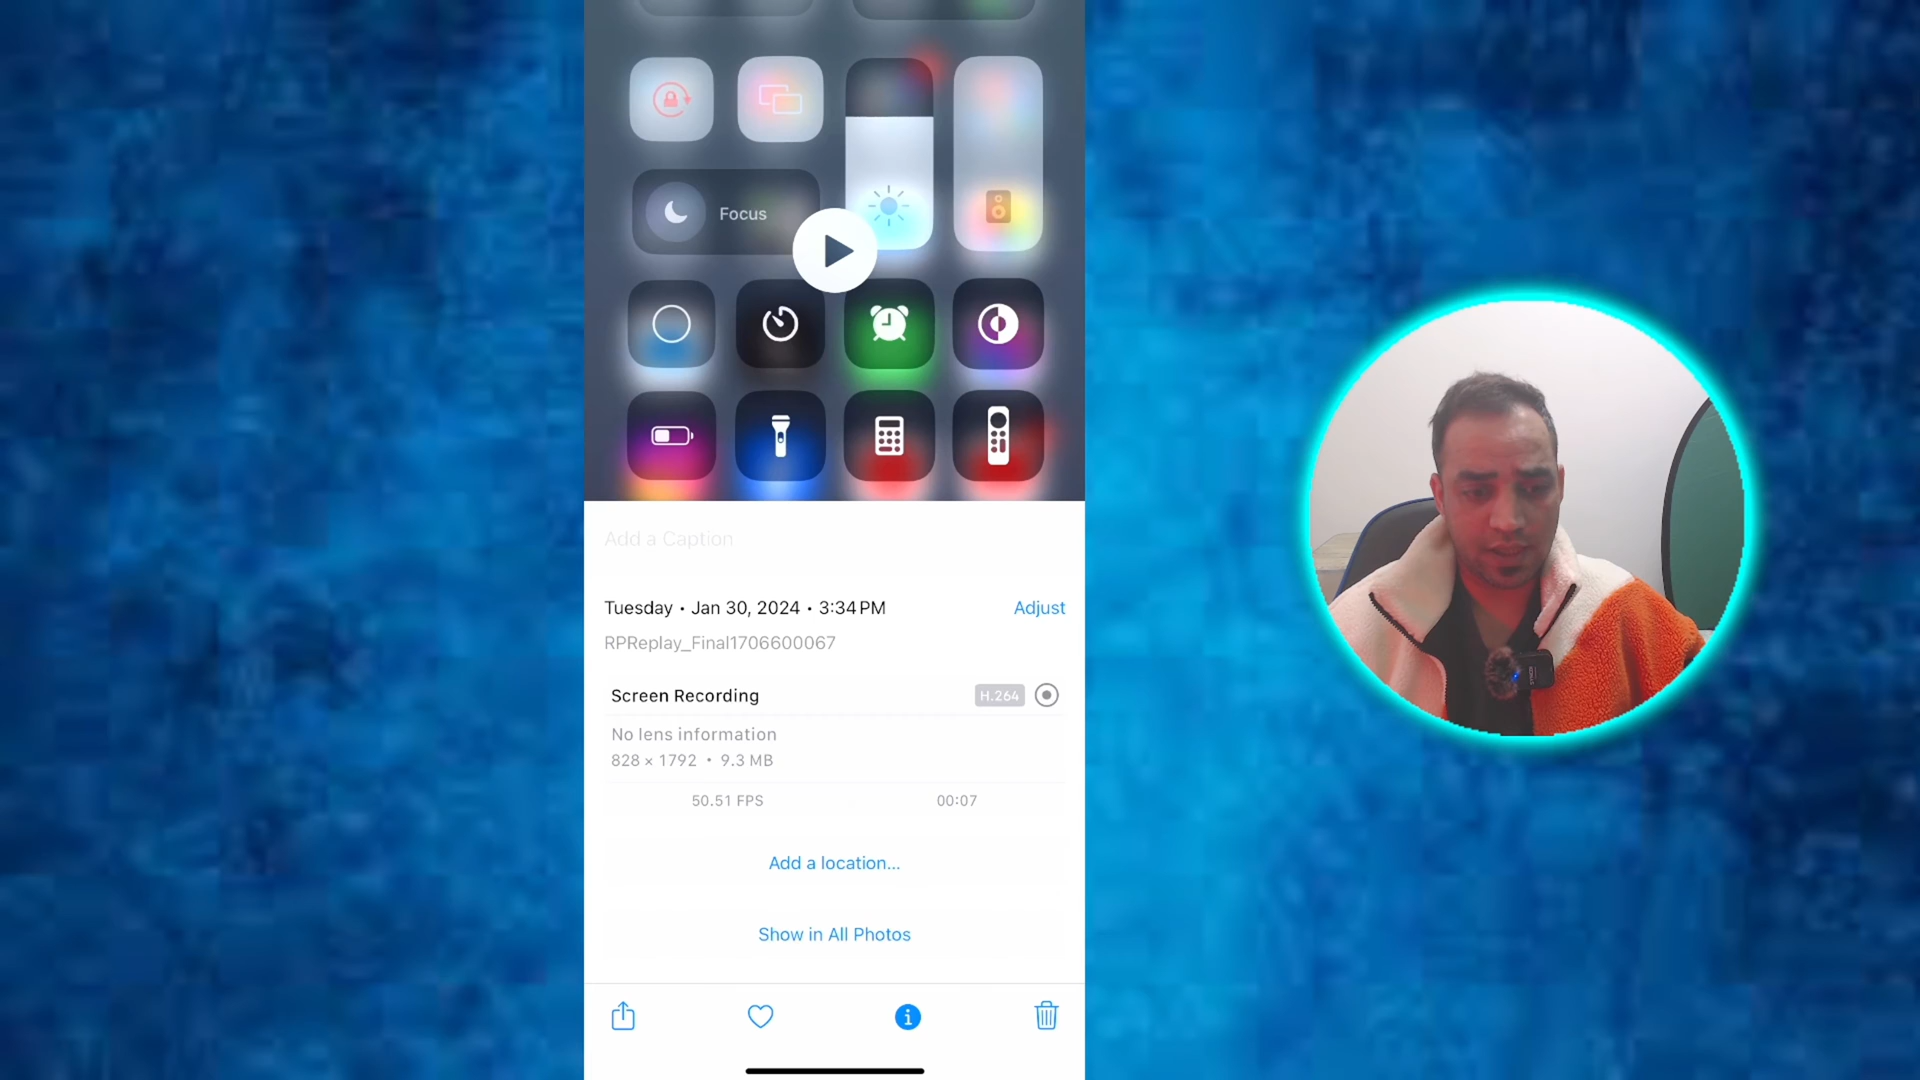 Focus
Add a Caption
Tuesday • Jan 30, 2024 • 3:34 PM
Adjust
RPReplay_Final1706600067
Screen Recording
H.264
No lens information
828 × 1792 • 9.3 MB
50.51 FPS
00:07
Add a location...
Show in All Photos